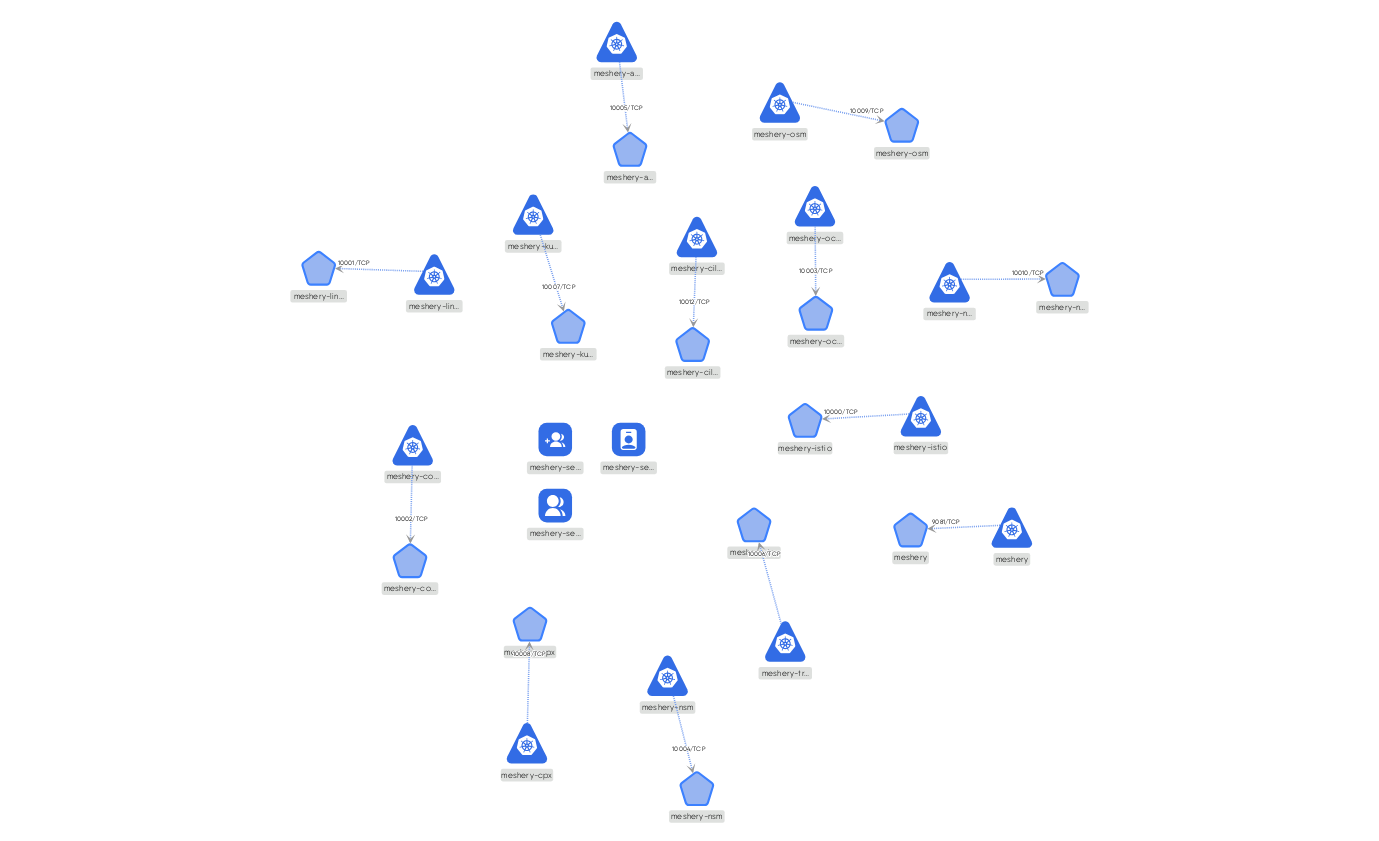 meshery-a...
10005/TCP
meshery-a...
meshery-osm
10009/TCP
meshery-osm
meshery-ku...
10007/TCP
meshery-ku...
meshery-cil...
10012/TCP
meshery-cil...
meshery-oc...
10003/TCP
meshery-oc...
meshery-lin...
10001/TCP
meshery-lin...
meshery-n...
10010/TCP
meshery-n...
meshery-istio
10000/TCP
meshery-istio
meshery-co...
10002/TCP
meshery-co...
meshery-se...
meshery-se...
meshery-se...
10006/TCP
meshery-tr...
meshery
9081/TCP
meshery
10008/TCP
meshery-cpx
meshery-nsm
10004/TCP
meshery-nsm